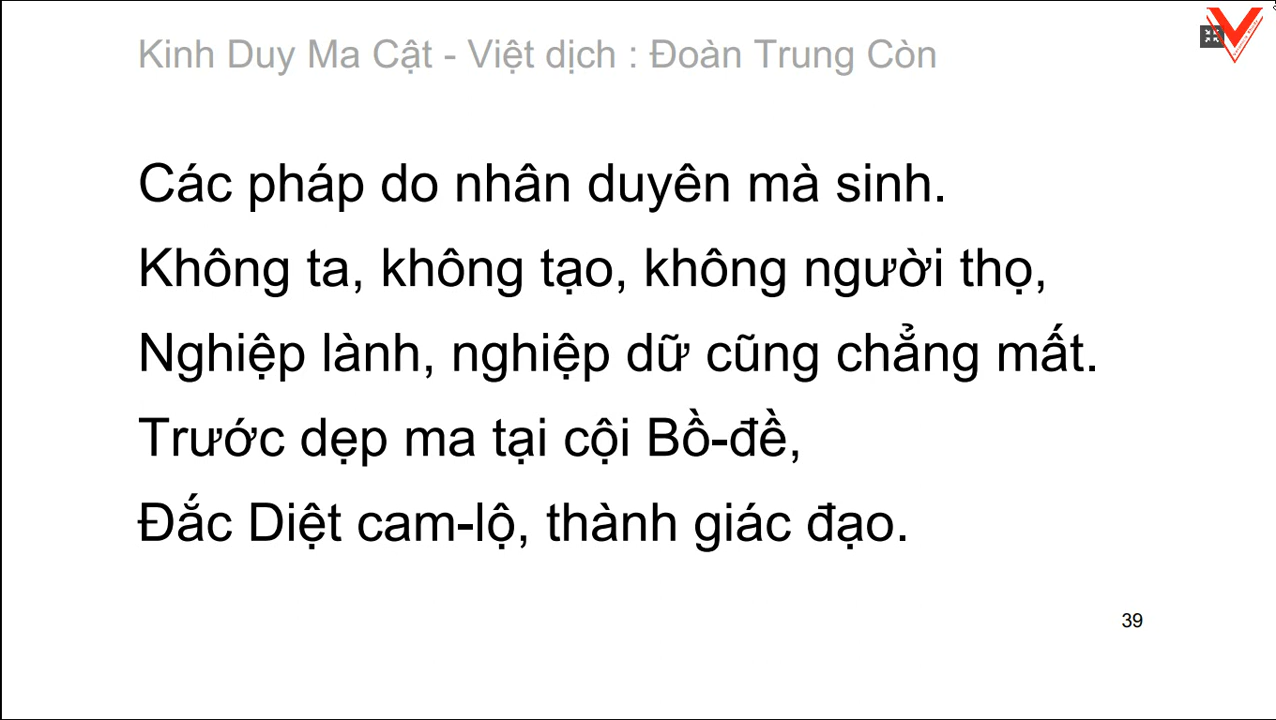 Kinh Duy Ma Cật - Việt dịch : Đoàn Trung Còn
Các pháp do nhân duyên mà sinh.
Không ta, không tạo, không người thọ,
Nghiệp lành, nghiệp dữ cũng chẳng mất.
Trước dẹp ma tại cội Bồ-đề,
Đắc Diệt cam-lộ, thành giác đạo.
39